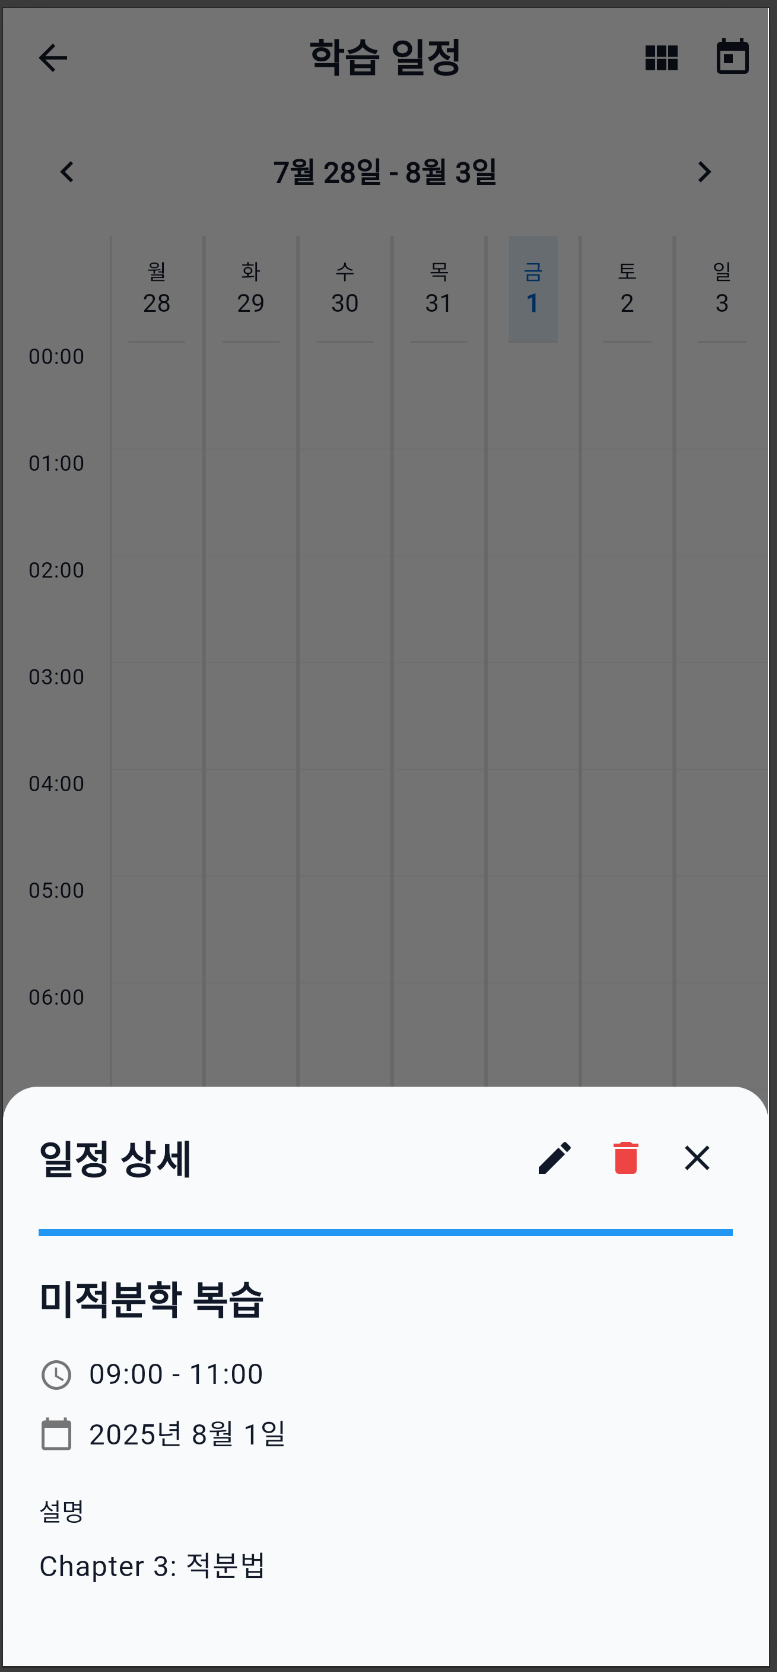 학습 일정
7월 28일 - 8월 3일
월 화 수 목 금 토 일
28 29 30 31 1 2 3
00:00
01:00
02:00
03:00
04:00
05:00
06:00
일정 상세
미적분학 복습
09:00 - 11:00
2025년 8월 1일
설명
Chapter 3: 적분법